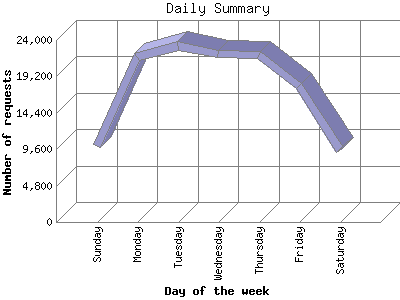 Daily Summary
24,000
19,200
14,400
9,600
4,800
0
Number of requests
Sunday
Monday
Tuesday
Wednesday
Thursday
Friday
Saturday
Day of the week